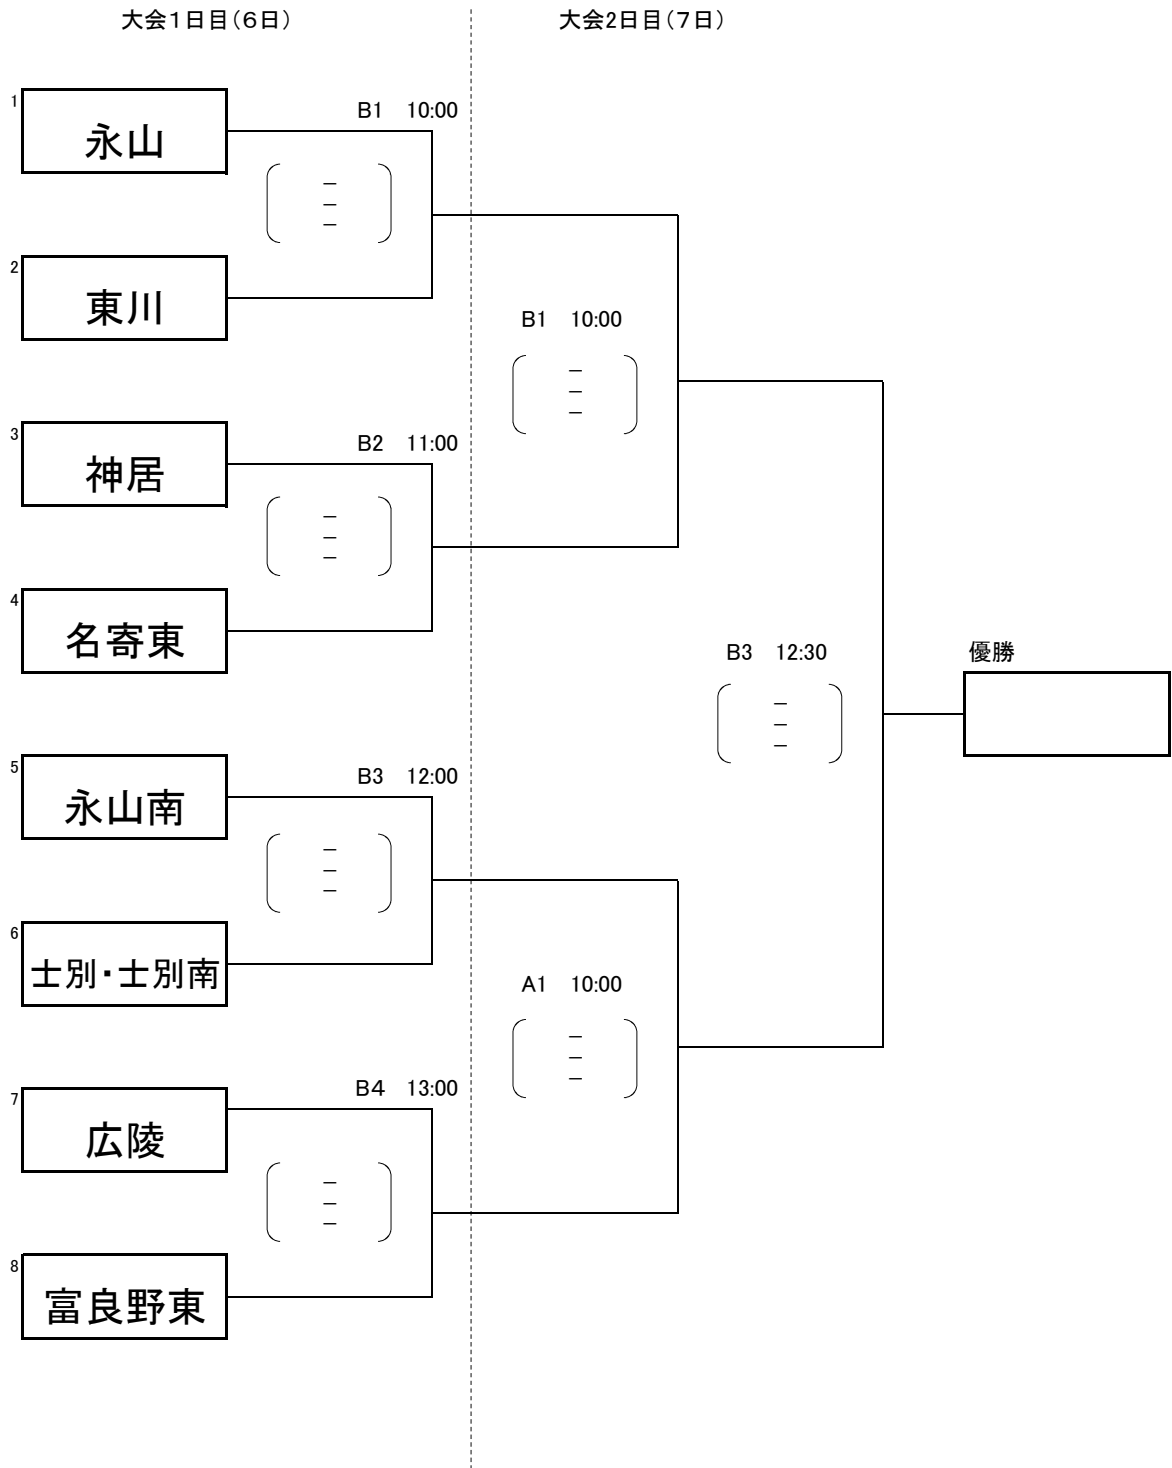 大会１日目（６日）
大会2日目（７日）
1
永山
B1 10:00
－
－
－
2
東川
B1 10:00
－
－
－
3
神居
B2 11:00
－
－
－
4
名寄東
B3 12:30
－
－
－
優勝
5
永山南
B3 12:00
－
－
－
6
士別・士別南
A1 10:00
－
－
－
7
広陵
B４ 13:00
－
－
－
8
富良野東